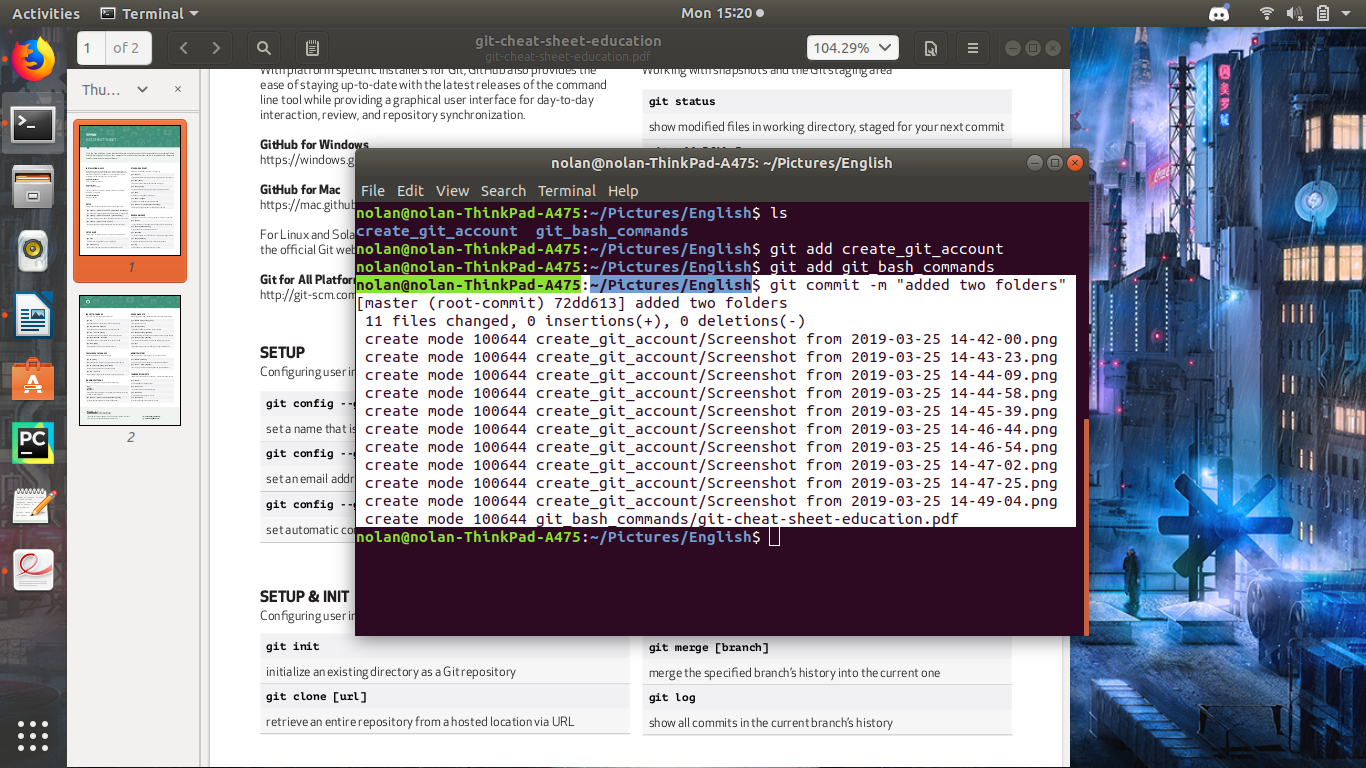 Activities
Terminal
Mon 15:20
1 of 2
git-cheat-sheet-education
git-cheat-sheet-education.pdf
104.29%
Thu…
1
2
With platform specific installers for Git, GitHub also provides the
ease of staying up-to-date with the latest releases of the command
line tool while providing a graphical user interface for day-to-day
interaction, review, and repository synchronization.
GitHub for Windows
https://windows.g
GitHub for Mac
https://mac.github
For Linux and Sola
the official Git web
Git for All Platform
http://git-scm.com
SETUP
Configuring user in
git config --g
set a name that is
git config --g
set an email addr
git config --g
set automatic co
SETUP & INIT
Configuring user in
git init
initialize an existing directory as a Git repository
git clone [url]
retrieve an entire repository from a hosted location via URL
Working with snapshots and the Git staging area
git status
show modified files in working directory, staged for your next commit
git merge [branch]
merge the specified branch's history into the current one
git log
show all commits in the current branch's history
nolan@nolan-ThinkPad-A475: ~/Pictures/English
File Edit View Search Terminal Help
nolan@nolan-ThinkPad-A475:~/Pictures/English$ ls
create_git_account  git_bash_commands
nolan@nolan-ThinkPad-A475:~/Pictures/English$ git add create_git_account
nolan@nolan-ThinkPad-A475:~/Pictures/English$ git add git_bash_commands
nolan@nolan-ThinkPad-A475:~/Pictures/English$ git commit -m "added two folders"
[master (root-commit) 72dd613] added two folders
 11 files changed, 0 insertions(+), 0 deletions(-)
 create mode 100644 create_git_account/Screenshot from 2019-03-25 14-42-00.png
 create mode 100644 create_git_account/Screenshot from 2019-03-25 14-43-23.png
 create mode 100644 create_git_account/Screenshot from 2019-03-25 14-44-09.png
 create mode 100644 create_git_account/Screenshot from 2019-03-25 14-44-58.png
 create mode 100644 create_git_account/Screenshot from 2019-03-25 14-45-39.png
 create mode 100644 create_git_account/Screenshot from 2019-03-25 14-46-44.png
 create mode 100644 create_git_account/Screenshot from 2019-03-25 14-46-54.png
 create mode 100644 create_git_account/Screenshot from 2019-03-25 14-47-02.png
 create mode 100644 create_git_account/Screenshot from 2019-03-25 14-47-25.png
 create mode 100644 create_git_account/Screenshot from 2019-03-25 14-49-04.png
 create mode 100644 git_bash_commands/git-cheat-sheet-education.pdf
nolan@nolan-ThinkPad-A475:~/Pictures/English$
PC